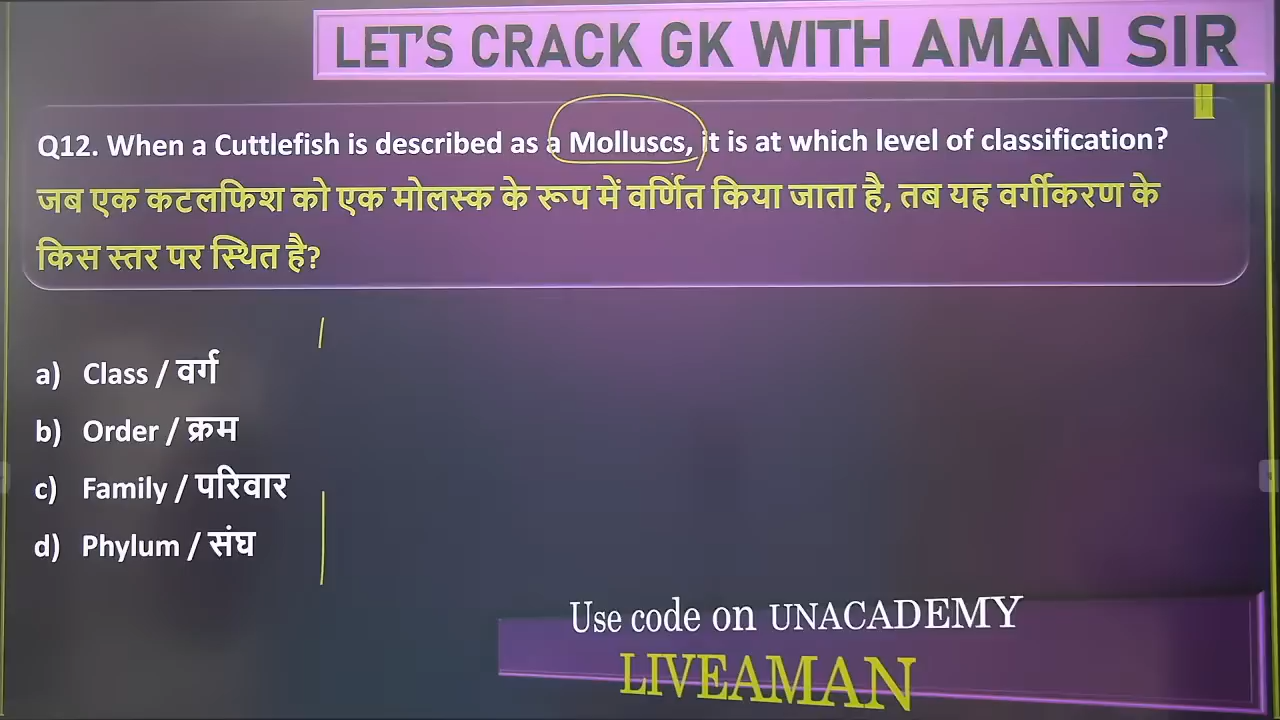 LET'S CRACK GK WITH AMAN SIR
Q12. When a Cuttlefish is described as a Molluscs, it is at which level of classification?
जब एक कटलफिश को एक मोलस्क के रूप में वर्णित किया जाता है, तब यह वर्गीकरण के
किस स्तर पर स्थित है?
a) Class / वर्ग
b) Order / क्रम
c) Family / परिवार
d) Phylum / संघ
Use code on UNACADEMY
LIVEAMAN